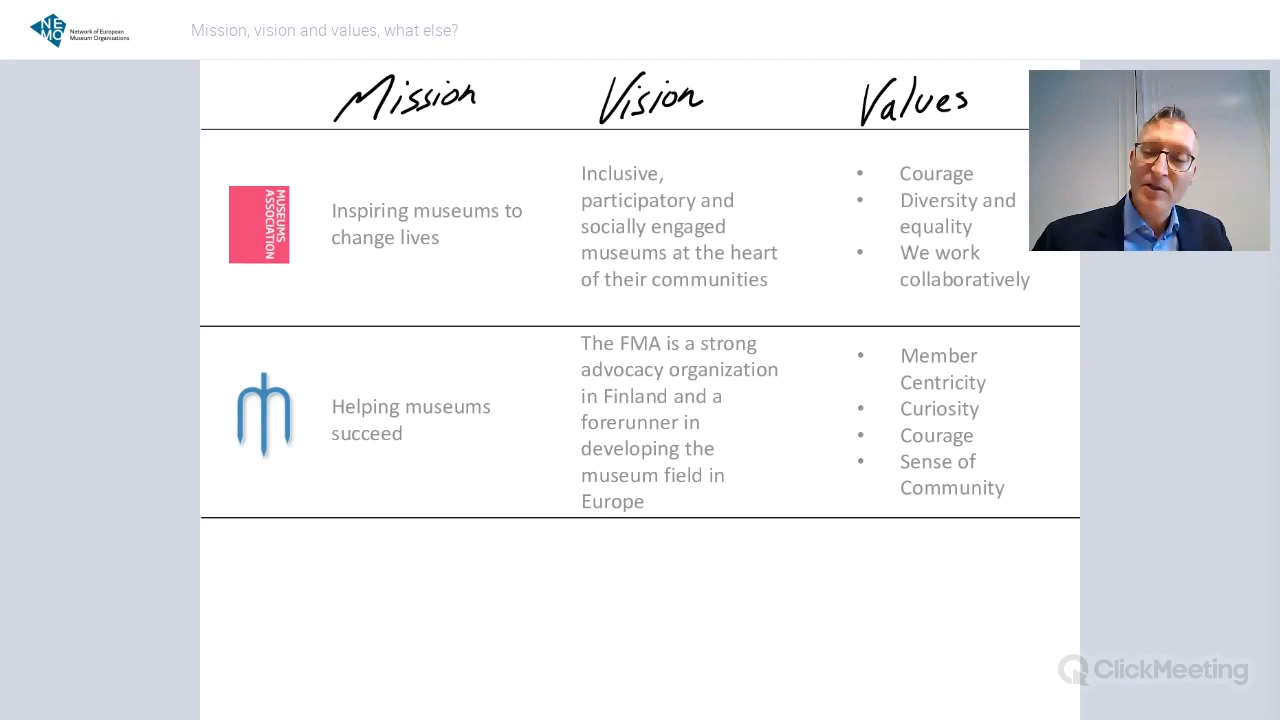 NE
MO
Network of European
Museum Organisations
Mission, vision and values, what else?
Mission
Vision
Values
MUSEUMS
ASSOCIATION
Inspiring museums to
change lives
Inclusive,
participatory and
socially engaged
museums at the heart
of their communities
• Courage
• Diversity and
equality
• We work
collaboratively
Helping museums
succeed
The FMA is a strong
advocacy organization
in Finland and a
forerunner in
developing the
museum field in
Europe
• Member
Centricity
• Curiosity
• Courage
• Sense of
Community
ClickMeeting